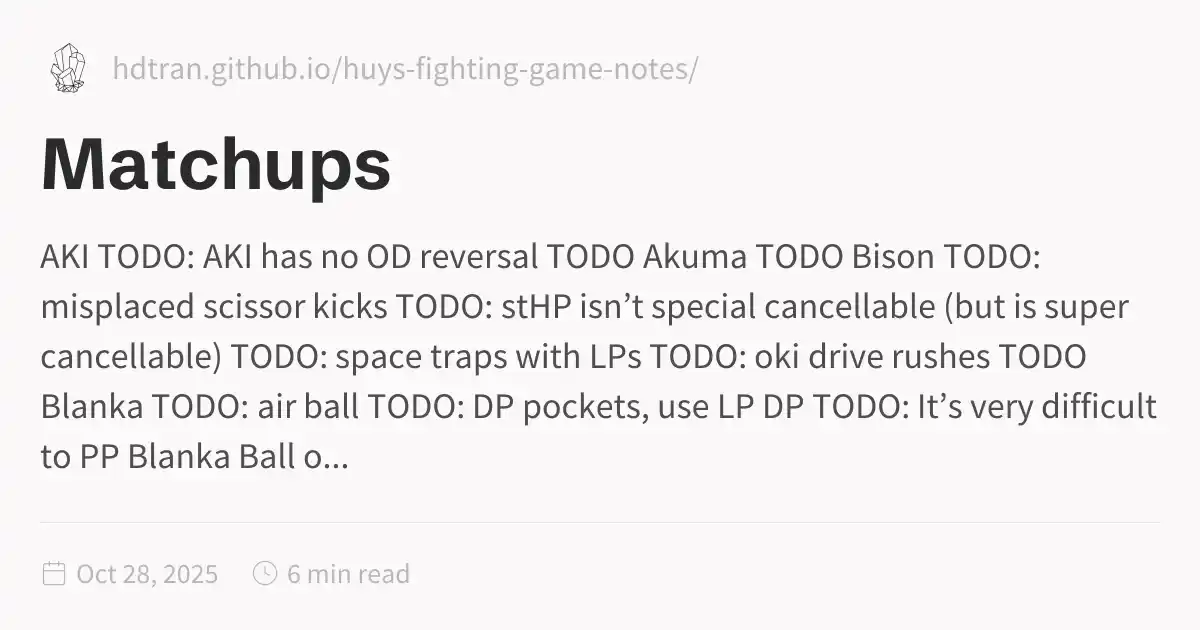 hdtran.github.io/huys-fighting-game-notes/
Matchups
AKI TODO: AKI has no OD reversal TODO Akuma TODO Bison TODO:
misplaced scissor kicks TODO: stHP isn’t special cancellable (but is super
cancellable) TODO: space traps with LPs TODO: oki drive rushes TODO
Blanka TODO: air ball TODO: DP pockets, use LP DP TODO: It’s very difficult
to PP Blanka Ball o...
Oct 28, 2025 6 min read